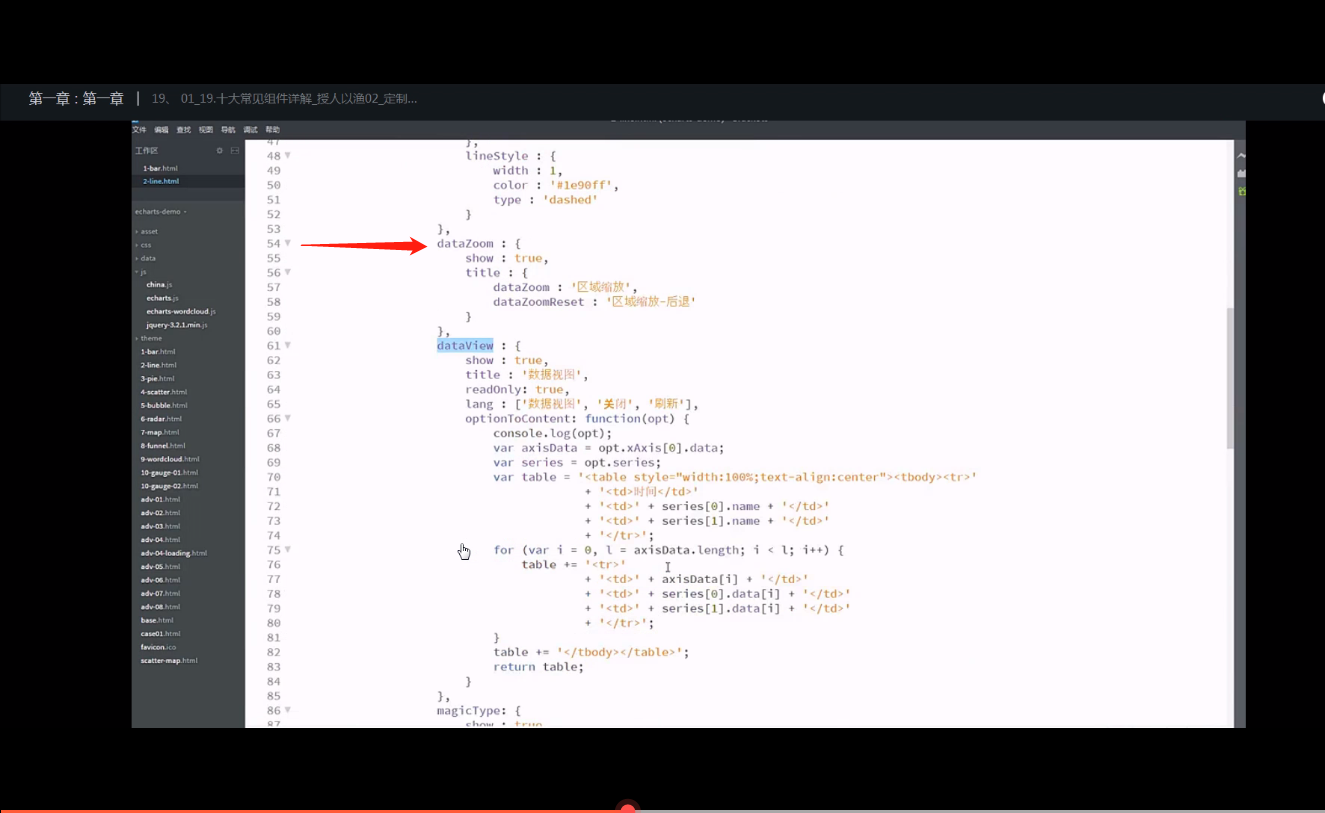 第一章：第一章 | 19、 01_19.十大常见组件详解_授人以渔02_定制...
文件 编辑 查找 视图 导航 调试 帮助
工作区
1-bar.html
2-line.html
echarts-demo
asset
css
data
js
china.js
echarts.js
echarts-wordcloud.js
jquery-3.2.1.min.js
theme
1-bar.html
2-line.html
3-pie.html
4-scatter.html
5-bubble.html
6-radar.html
7-map.html
8-funnel.html
9-wordcloud.html
10-gauge-01.html
10-gauge-02.html
adv-01.html
adv-02.html
adv-03.html
adv-04.html
adv-04-loading.html
adv-05.html
adv-06.html
adv-07.html
adv-08.html
base.html
case01.html
favicon.ico
scatter-map.html
47 },
48 lineStyle : {
49 width : 1,
50 color : '#1e90ff',
51 type : 'dashed'
52 }
53 },
54 dataZoom : {
55 show : true,
56 title : {
57 dataZoom : '区域缩放',
58 dataZoomReset : '区域缩放-后退'
59 }
60 },
61 dataView : {
62 show : true,
63 title : '数据视图',
64 readOnly: true,
65 lang : ['数据视图', '关闭', '刷新'],
66 optionToContent: function(opt) {
67 console.log(opt);
68 var axisData = opt.xAxis[0].data;
69 var series = opt.series;
70 var table = '<table style="width:100%;text-align:center"><tbody><tr>'
71 + '<td>时间</td>'
72 + '<td>' + series[0].name + '</td>'
73 + '<td>' + series[1].name + '</td>'
74 + '</tr>';
75 for (var i = 0, l = axisData.length; i < l; i++) {
76 table += '<tr>'
77 + '<td>' + axisData[i] + '</td>'
78 + '<td>' + series[0].data[i] + '</td>'
79 + '<td>' + series[1].data[i] + '</td>'
80 + '</tr>';
81 }
82 table += '</tbody></table>';
83 return table;
84 }
85 },
86 magicType: {
87 show : true